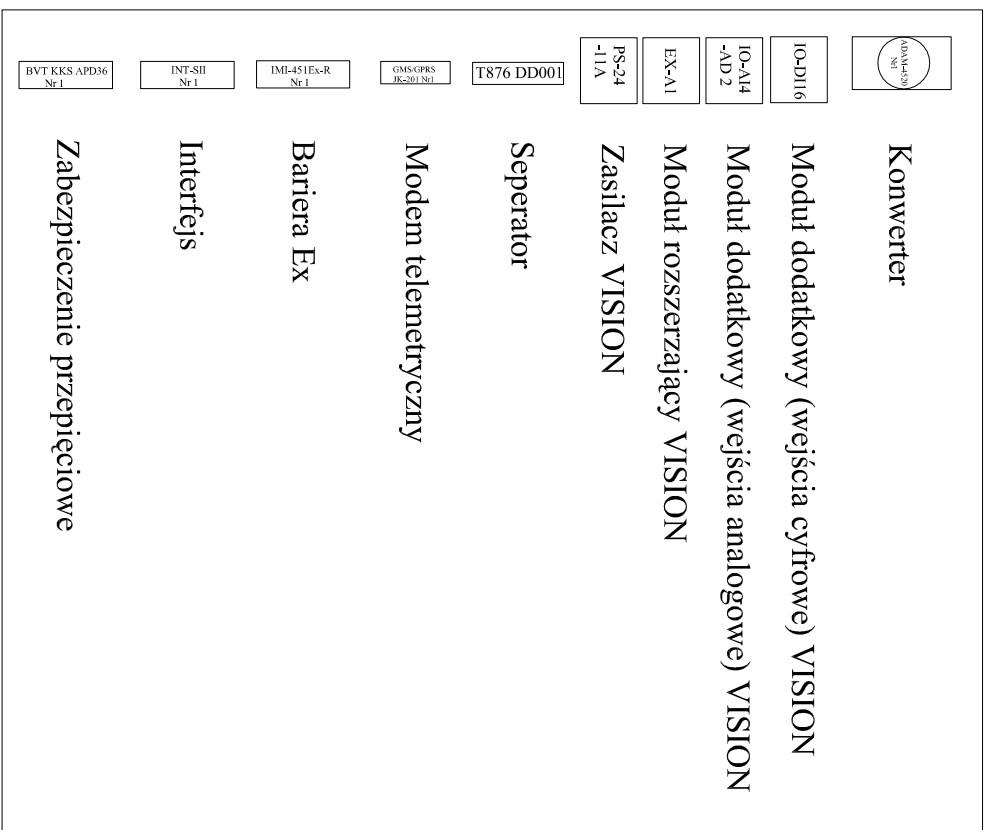 ADAM-4520
Nr1
Konwerter
IO-DI16
Moduł dodatkowy (wejścia cyfrowe) VISION
IO-AI4
-AD 2
Moduł dodatkowy (wejścia analogowe) VISION
EX-A1
Moduł rozszerzający VISION
PS-24
-11A
Zasilacz VISION
T876 DD001
Seperator
GMS/GPRS
JK-201 Nr1
Modem telemetryczny
IMI-451Ex-R
Nr 1
Bariera Ex
INT-SII
Nr 1
Interfejs
BVT KKS APD36
Nr 1
Zabezpieczenie przepięciowe